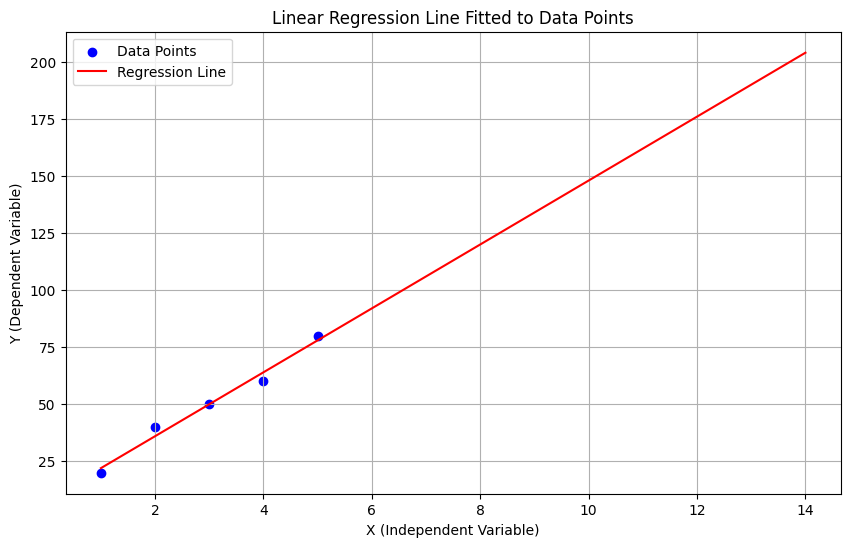 Linear Regression Line Fitted to Data Points
Data Points
Regression Line
Y (Dependent Variable)
200
175
150
125
100
75
50
25
2 4 6 8 10 12 14
X (Independent Variable)